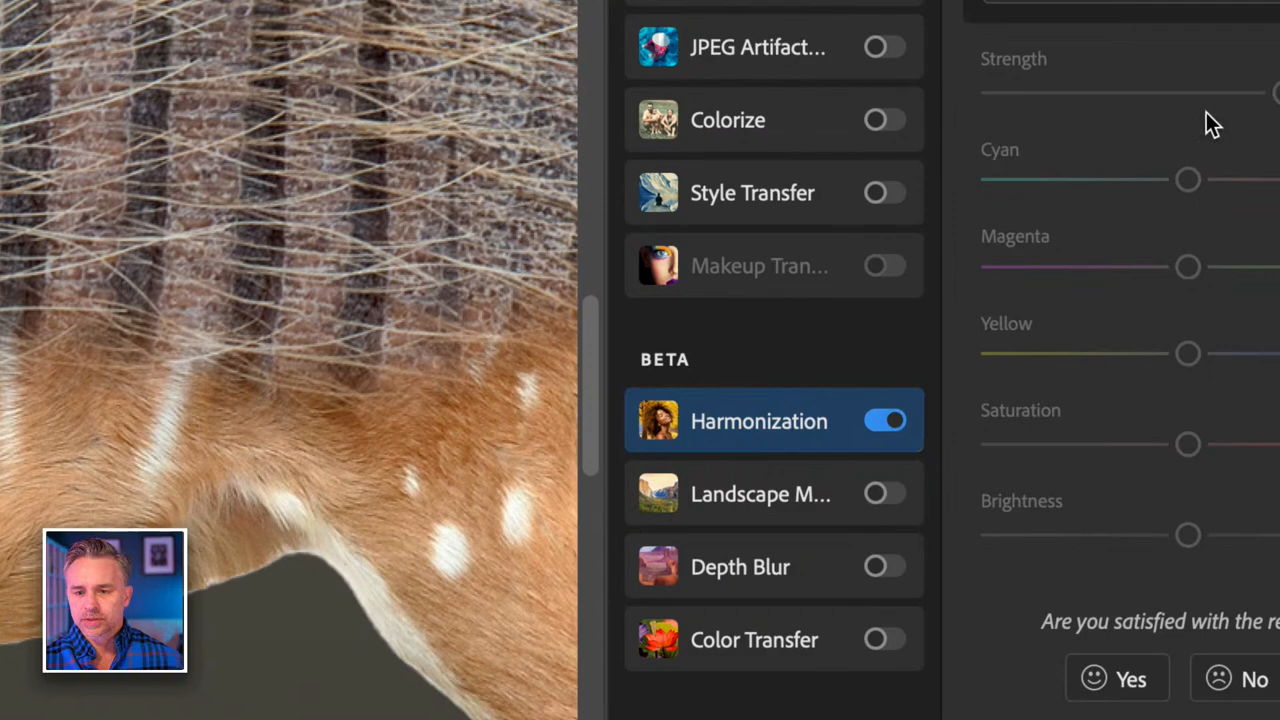 JPEG Artifact...
Colorize
Style Transfer
Makeup Tran...
BETA
Harmonization
Landscape M...
Depth Blur
Color Transfer
Strength
Cyan
Magenta
Yellow
Saturation
Brightness
Are you satisfied with the re
Yes
No